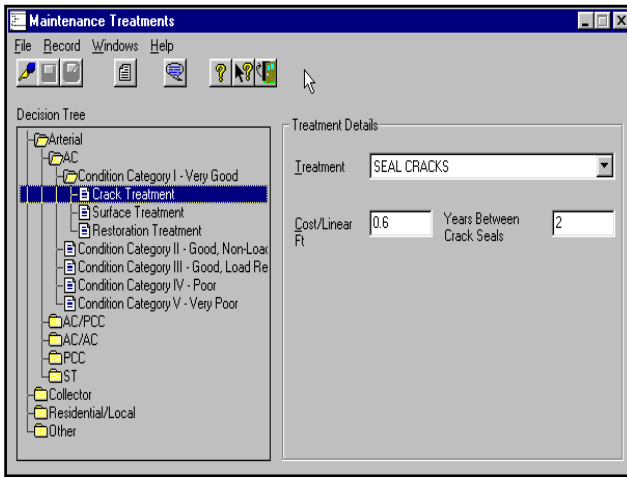 Maintenance Treatments
File Record Windows Help
Decision Tree
Arterial
AC
Condition Category I - Very Good
Crack Treatment
Surface Treatment
Restoration Treatment
Condition Category II - Good, Non-Load
Condition Category III - Good, Load Re
Condition Category IV - Poor
Condition Category V - Very Poor
AC/PCC
AC/AC
PCC
ST
Collector
Residential/Local
Other
Treatment Details
Treatment SEAL CRACKS
Cost/Linear Ft 0.6 Years Between Crack Seals 2